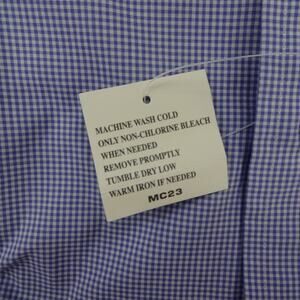 MACHINE WASH COLD
ONLY NON-CHLORINE BLEACH
WHEN NEEDED
REMOVE PROMPTLY
TUMBLE DRY LOW
WARM IRON IF NEEDED
MC23